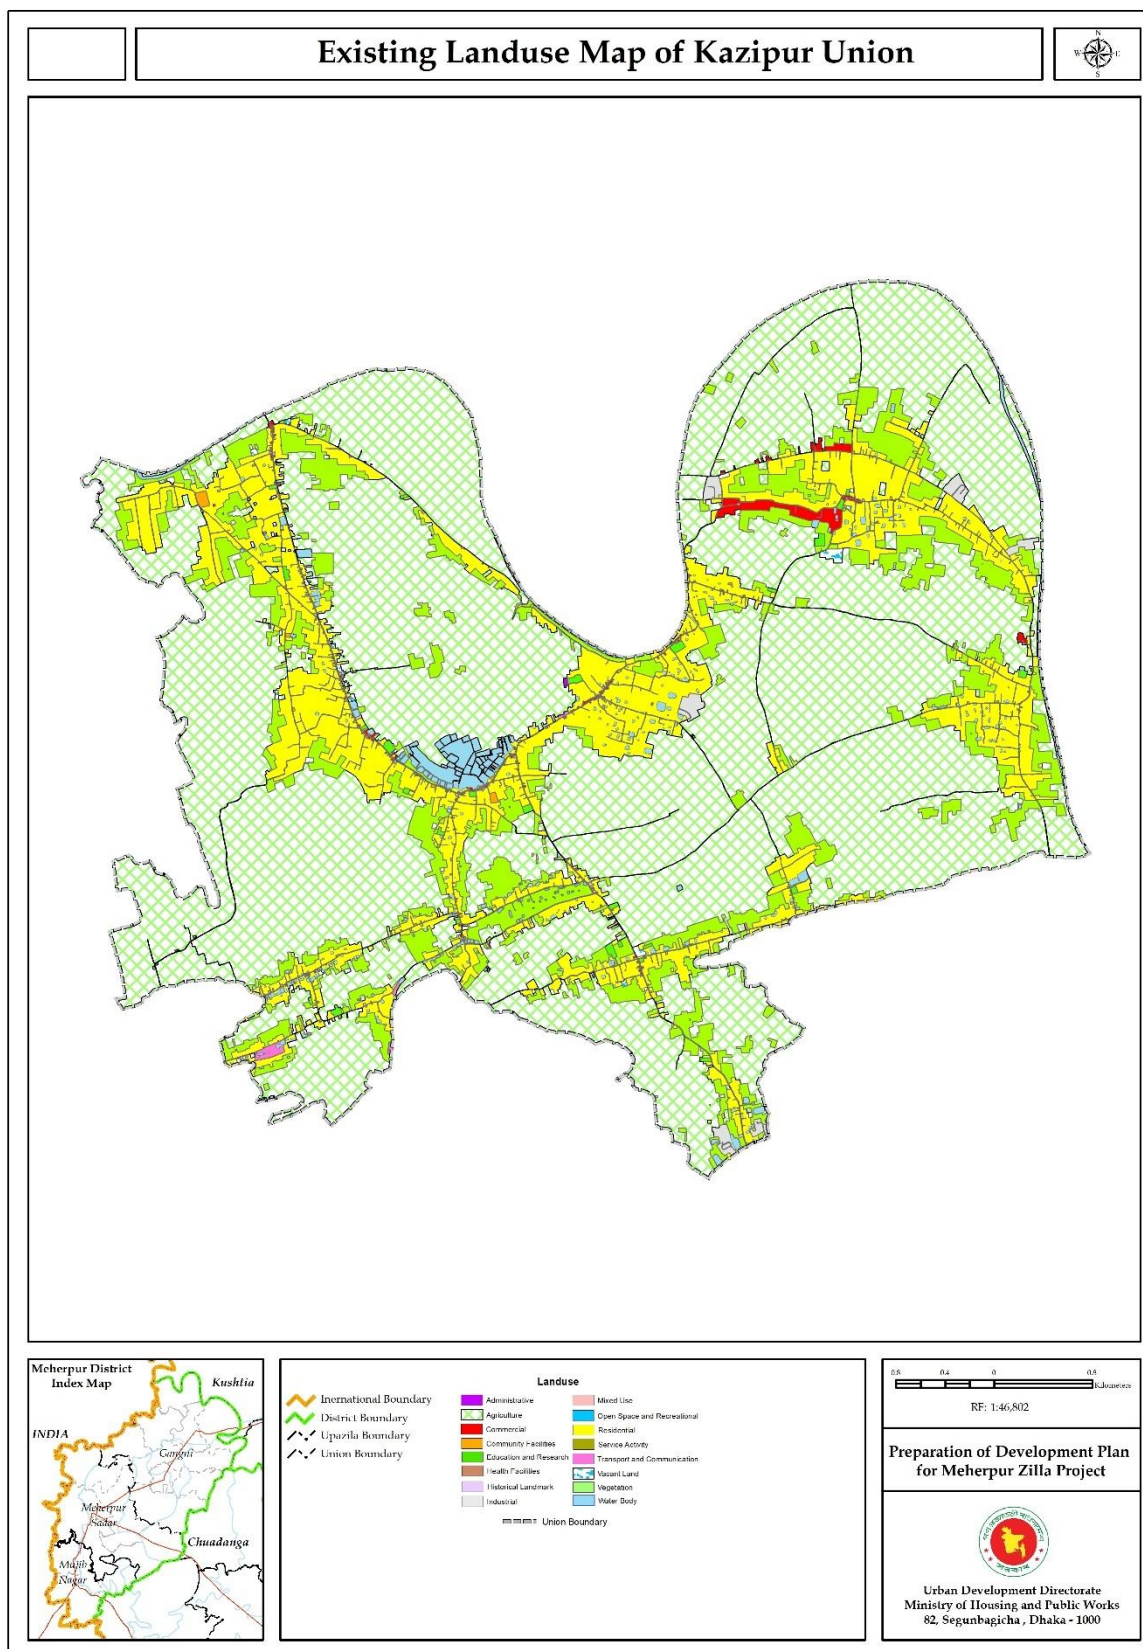 Existing Landuse Map of Kazipur Union
N
W
E
S
Meherpur District
Index Map
Kushtia
INDIA
Gangni
Meherpur
Sadar
Chuadanga
Mujib
Nagar
Inernational Boundary
District Boundary
Upazila Boundary
Union Boundary
Landuse
Administrative
Agriculture
Commercial
Community Facilities
Education and Research
Health Facilities
Historical Landmark
Industrial
Mixed Use
Open Space and Recreational
Residential
Service Activity
Transport and Communication
Vacant Land
Vegetation
Water Body
Union Boundary
0.8 0.4 0 0.8
Kilometers
RF: 1:46,802
Preparation of Development Plan
for Meherpur Zilla Project
Urban Development Directorate
Ministry of Housing and Public Works
82, Segunbagicha , Dhaka - 1000